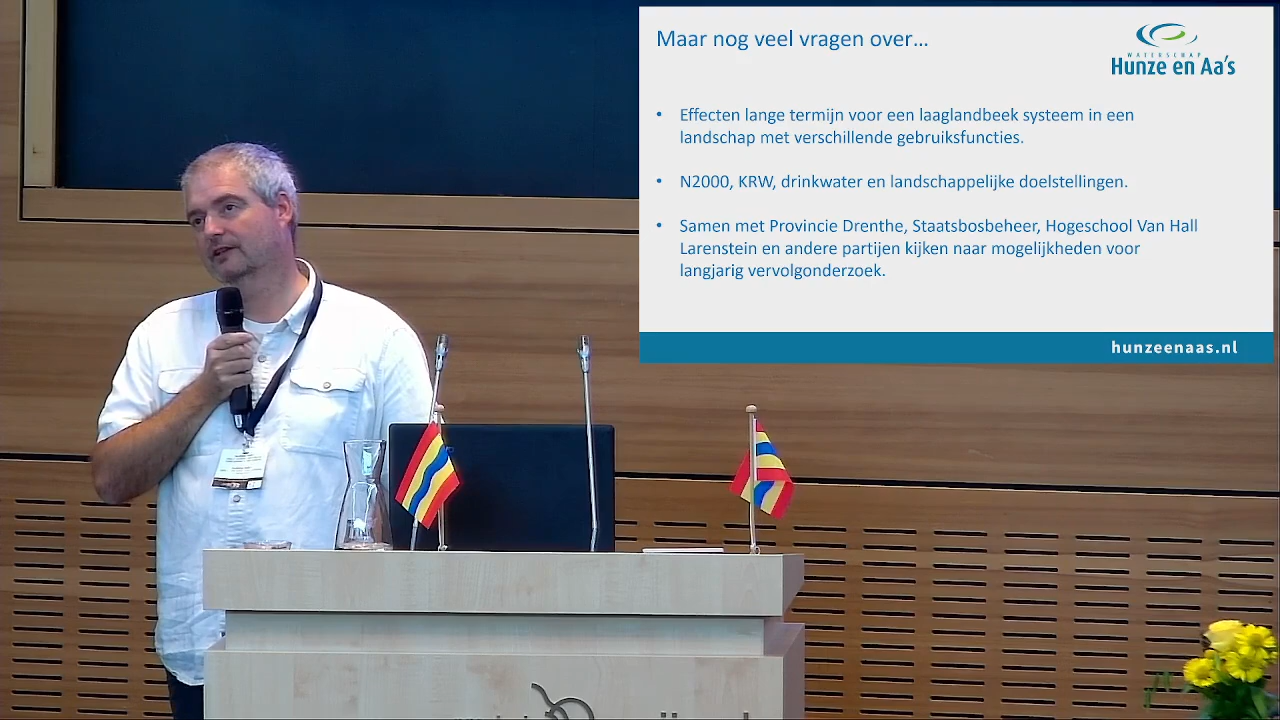 Maar nog veel vragen over...
WATERSCHAP
Hunze en Aa's
• Effecten lange termijn voor een laaglandbeek systeem in een
landschap met verschillende gebruiksfuncties.
• N2000, KRW, drinkwater en landschappelijke doelstellingen.
• Samen met Provincie Drenthe, Staatsbosbeheer, Hogeschool Van Hall
Larenstein en andere partijen kijken naar mogelijkheden voor
langjarig vervolgonderzoek.
hunzeenaas.nl